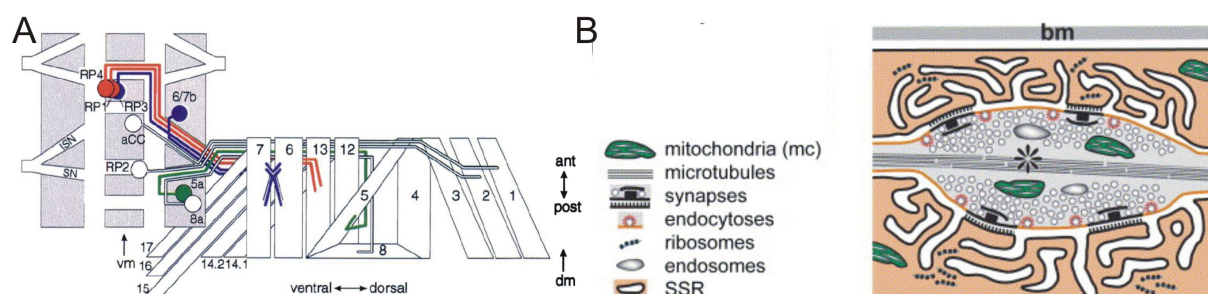 A
RP4
RP1
RP3
6/7b
aCC
ISN
SN
RP2
5a
8a
7
6
13
12
5
4
3
2
1
8
17
16
15
14.2
14.1
vm
ventral
dorsal
ant
post
dm
B
bm
mitochondria (mc)
microtubules
synapses
endocytoses
ribosomes
endosomes
SSR